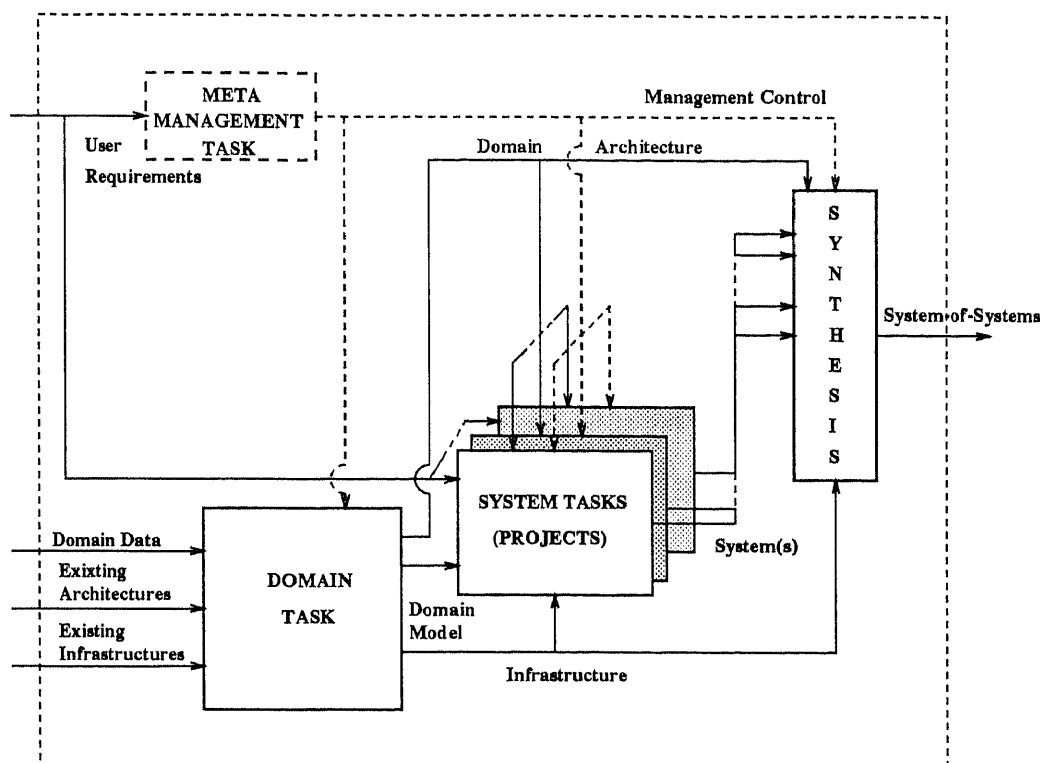 META
MANAGEMENT
TASK
Management Control
User
Requirements
Domain Architecture
SYNTHESIS
System-of-Systems
SYSTEM TASKS
(PROJECTS)
System(s)
Domain Data
Exixting
Architectures
Existing
Infrastructures
DOMAIN
TASK
Domain
Model
Infrastructure